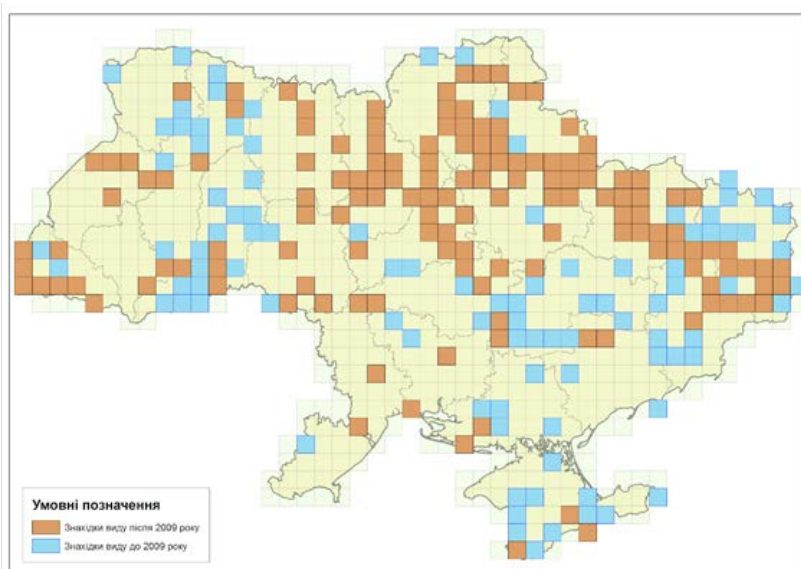 Умовні позначення
Знахідки виду після 2009 року
Знахідки виду до 2009 року